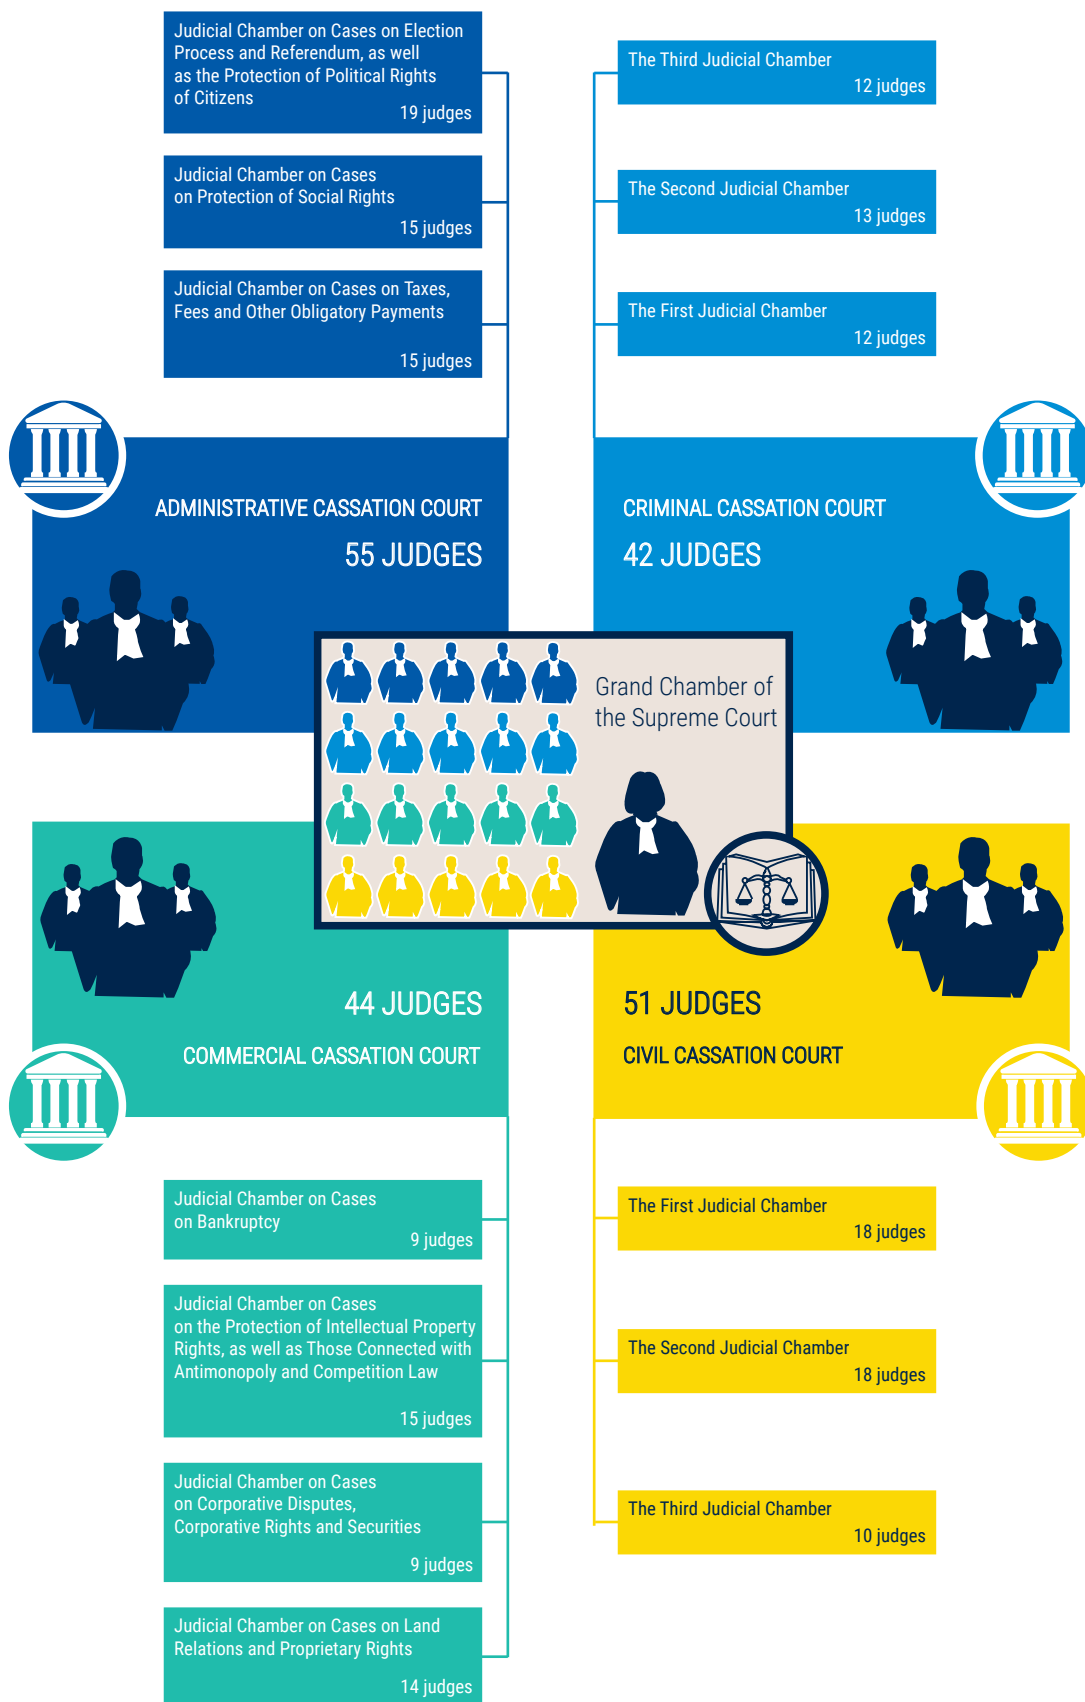 Judicial Chamber on Cases on Election
Process and Referendum, as well
as the Protection of Political Rights
of Citizens
19 judges
Judicial Chamber on Cases
on Protection of Social Rights
15 judges
Judicial Chamber on Cases on Taxes,
Fees and Other Obligatory Payments
15 judges
The Third Judicial Chamber
12 judges
The Second Judicial Chamber
13 judges
The First Judicial Chamber
12 judges
ADMINISTRATIVE CASSATION COURT
55 JUDGES
CRIMINAL CASSATION COURT
42 JUDGES
Grand Chamber of
the Supreme Court
44 JUDGES
COMMERCIAL CASSATION COURT
51 JUDGES
CIVIL CASSATION COURT
Judicial Chamber on Cases
on Bankruptcy
9 judges
Judicial Chamber on Cases
on the Protection of Intellectual Property
Rights, as well as Those Connected with
Antimonopoly and Competition Law
15 judges
Judicial Chamber on Cases
on Corporative Disputes,
Corporative Rights and Securities
9 judges
Judicial Chamber on Cases on Land
Relations and Proprietary Rights
14 judges
The First Judicial Chamber
18 judges
The Second Judicial Chamber
18 judges
The Third Judicial Chamber
10 judges